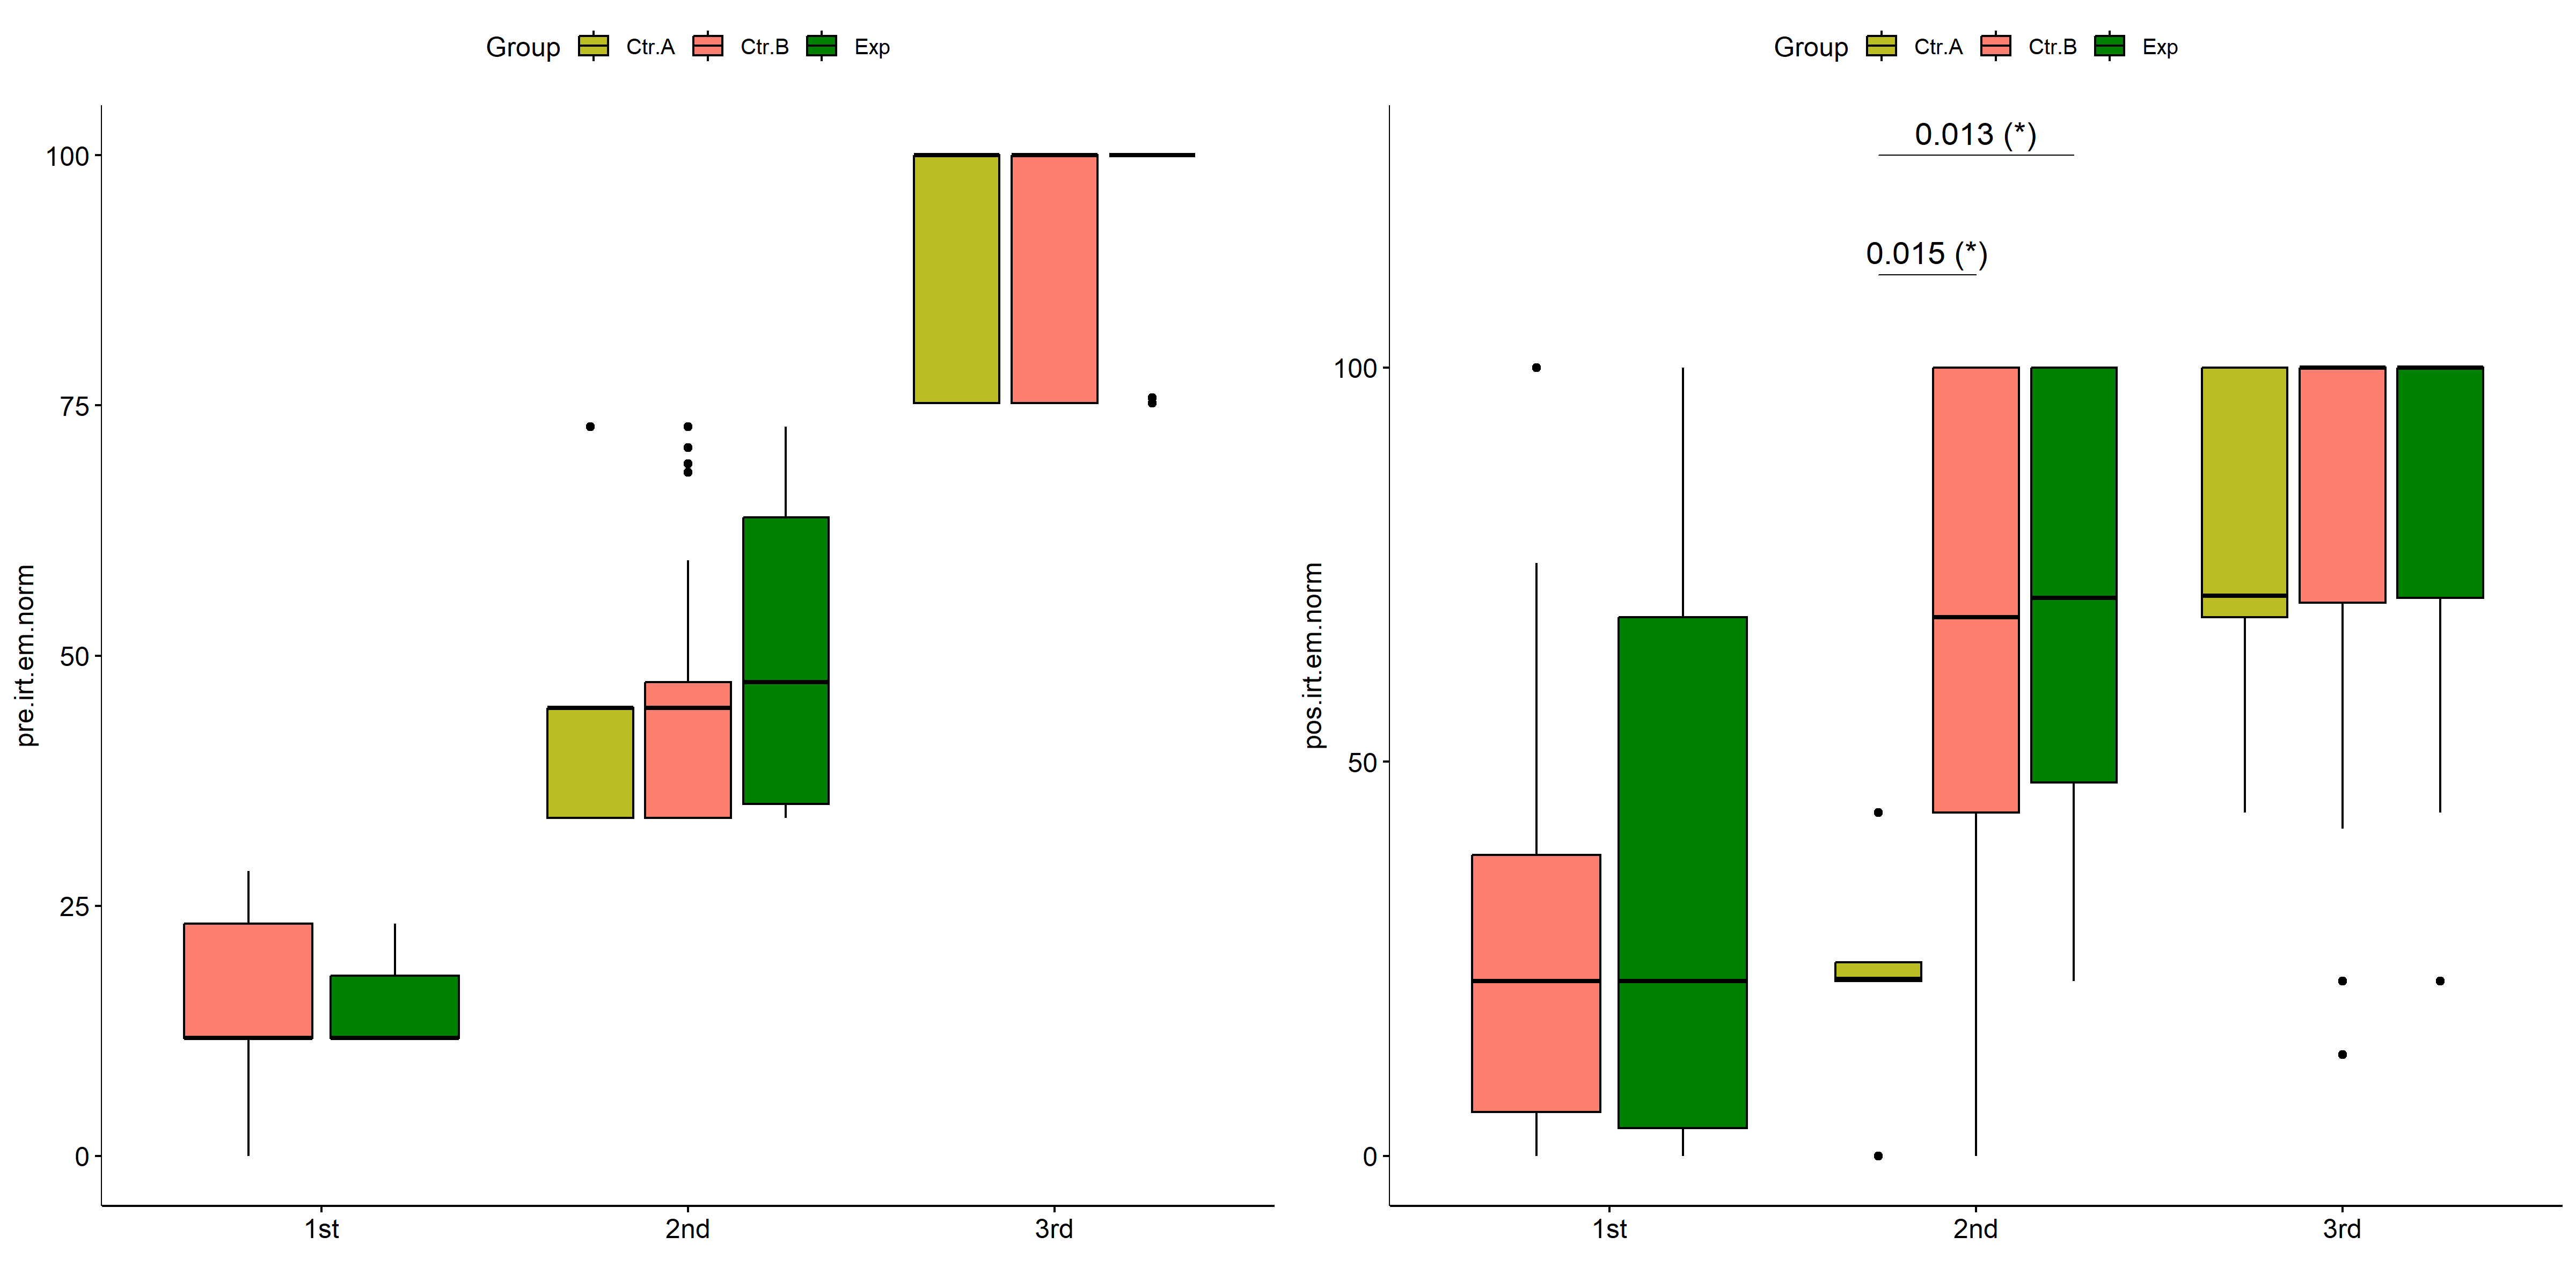 Group Ctr.A Ctr.B Exp
pre.irt.em.norm
100
75
50
25
0
1st 2nd 3rd
Group Ctr.A Ctr.B Exp
pos.irt.em.norm
0.013 (*)
0.015 (*)
100
50
0
1st 2nd 3rd